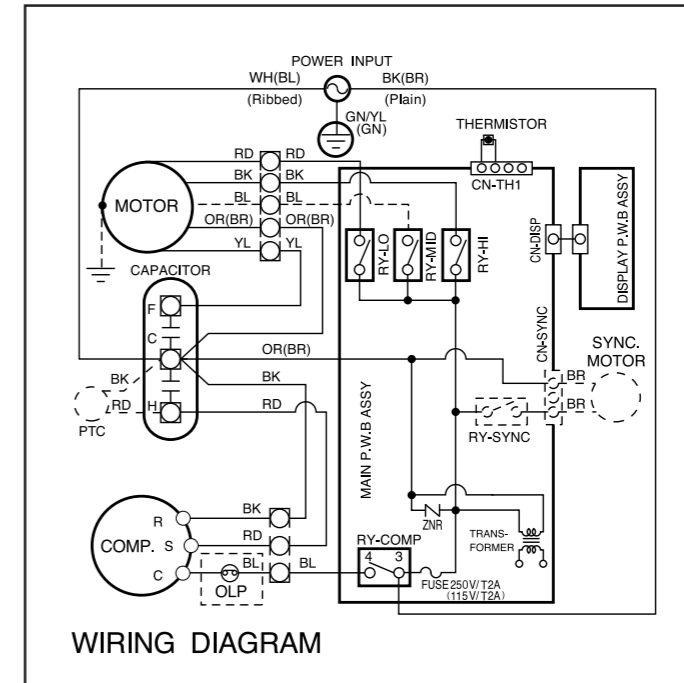 POWER INPUT
WH(BL)
BK(BR)
(Ribbed)
(Plain)
GN/YL
(GN)
THERMISTOR
CN-TH1
RD
RD
BK
BK
BL
BL
OR(BR)
OR(BR)
YL
YL
MOTOR
RY-LO
RY-MID
RY-HI
CN-DISP
DISPLAY P.W.B ASSY
CAPACITOR
F
C
H
OR(BR)
BK
RD
BK
RD
PTC
CN-SYNC
SYNC.
MOTOR
BR
BR
RY-SYNC
MAIN P.W.B ASSY
ZNR
TRANS-
FORMER
COMP.
R
S
C
BK
RD
BL
BL
OLP
RY-COMP
4 3
FUSE 250V/T2A
(115V/T2A)
WIRING DIAGRAM